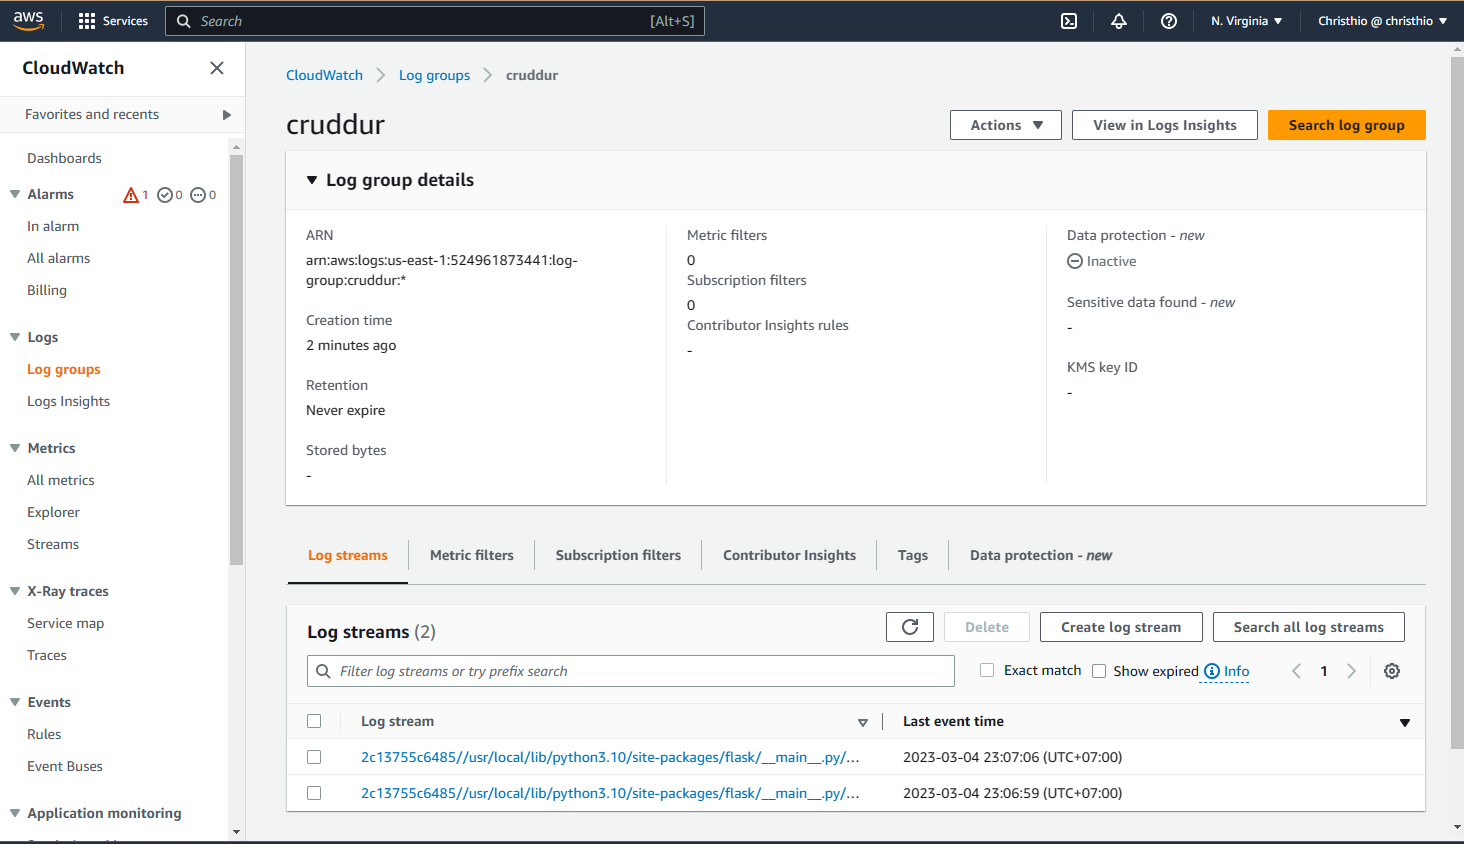 aws
Services
Search
[Alt+S]
N. Virginia
Christhio @ christhio
CloudWatch
Favorites and recents
Dashboards
Alarms
1
0
0
In alarm
All alarms
Billing
Logs
Log groups
Logs Insights
Metrics
All metrics
Explorer
Streams
X-Ray traces
Service map
Traces
Events
Rules
Event Buses
Application monitoring
CloudWatch
Log groups
cruddur
cruddur
Actions
View in Logs Insights
Search log group
Log group details
ARN
arn:aws:logs:us-east-1:524961873441:log-
group:cruddur:*
Creation time
2 minutes ago
Retention
Never expire
Stored bytes
-
Metric filters
0
Subscription filters
0
Contributor Insights rules
-
Data protection - new
Inactive
Sensitive data found - new
-
KMS key ID
-
Log streams
Metric filters
Subscription filters
Contributor Insights
Tags
Data protection - new
Log streams (2)
Delete
Create log stream
Search all log streams
Filter log streams or try prefix search
Exact match
Show expired
Info
1
Log stream
Last event time
2c13755c6485//usr/local/lib/python3.10/site-packages/flask/__main__.py/...
2023-03-04 23:07:06 (UTC+07:00)
2c13755c6485//usr/local/lib/python3.10/site-packages/flask/__main__.py/...
2023-03-04 23:06:59 (UTC+07:00)